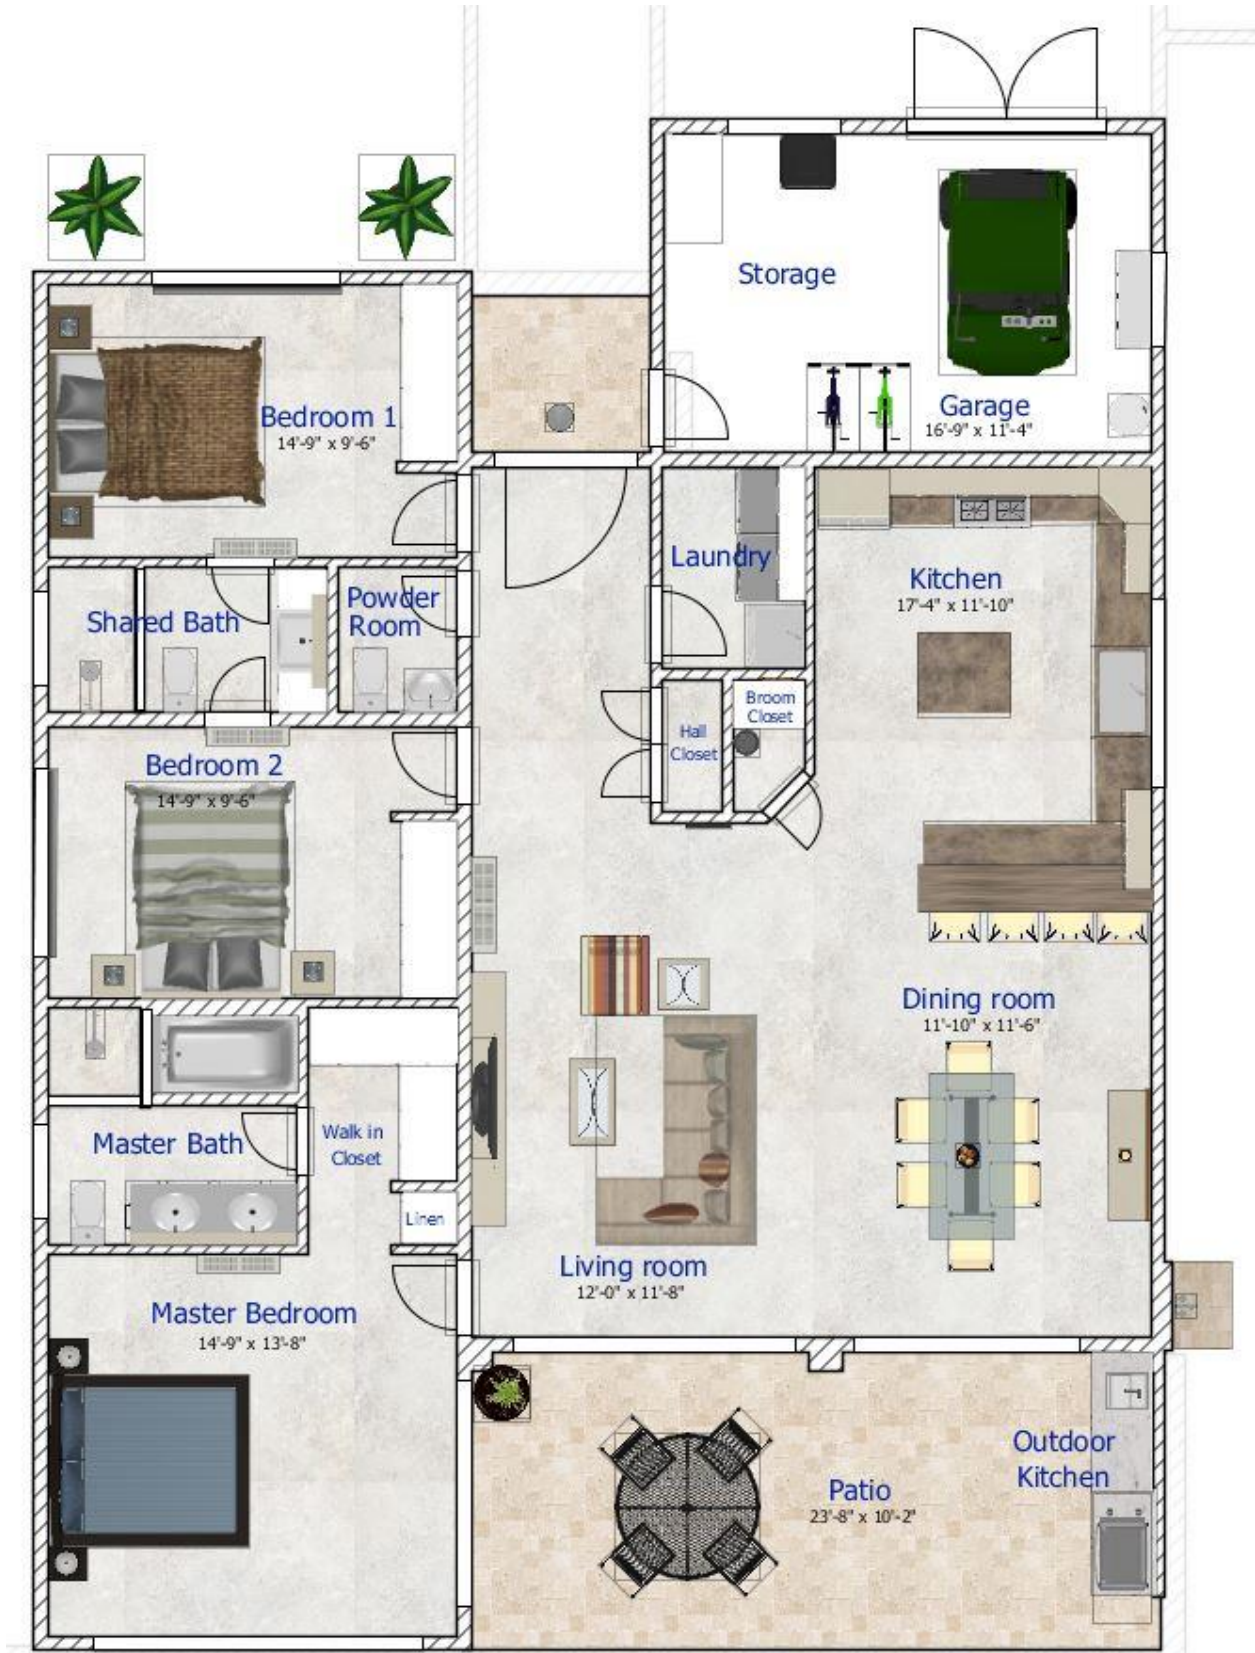 Storage
Garage
16'-9" x 11'-4"
Bedroom 1
14'-9" x 9'-6"
Laundry
Kitchen
17'-4" x 11'-10"
Shared Bath
Powder
Room
Broom
Closet
Hall
Closet
Bedroom 2
14'-9" x 9'-6"
Dining room
11'-10" x 11'-6"
Master Bath
Walk in
Closet
Linen
Living room
12'-0" x 11'-8"
Master Bedroom
14'-9" x 13'-8"
Outdoor
Kitchen
Patio
23'-8" x 10'-2"